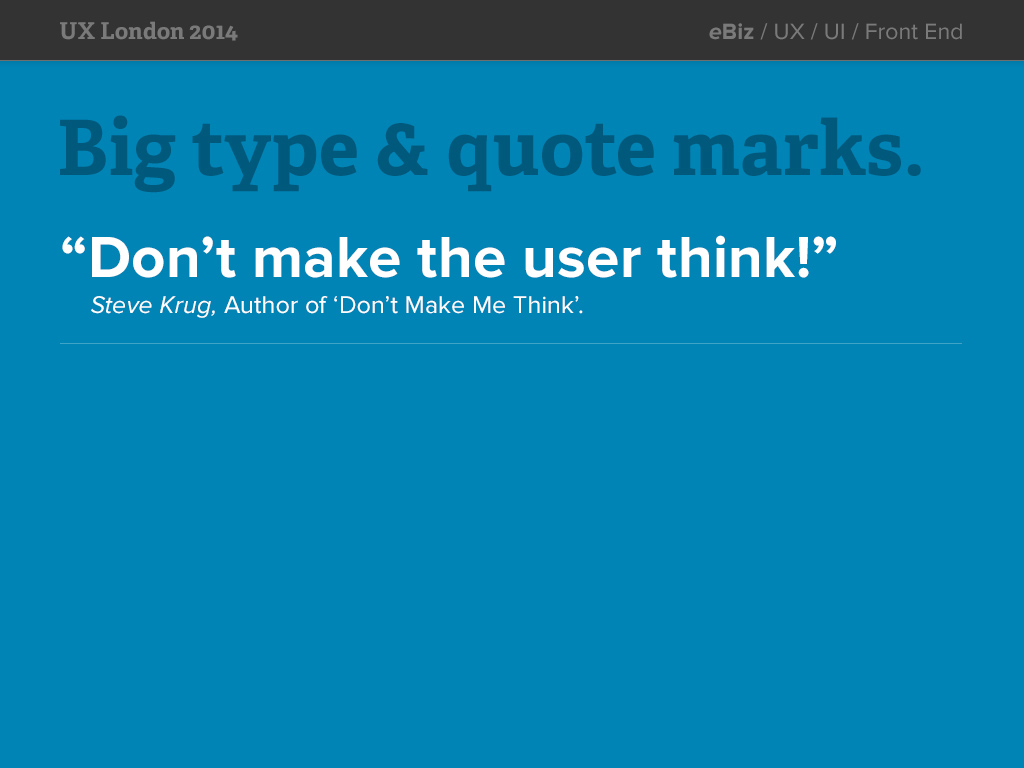 UX London 2014
eBiz / UX / UI / Front End
Big type & quote marks.
“Don’t make the user think!”
Steve Krug, Author of ‘Don’t Make Me Think’.